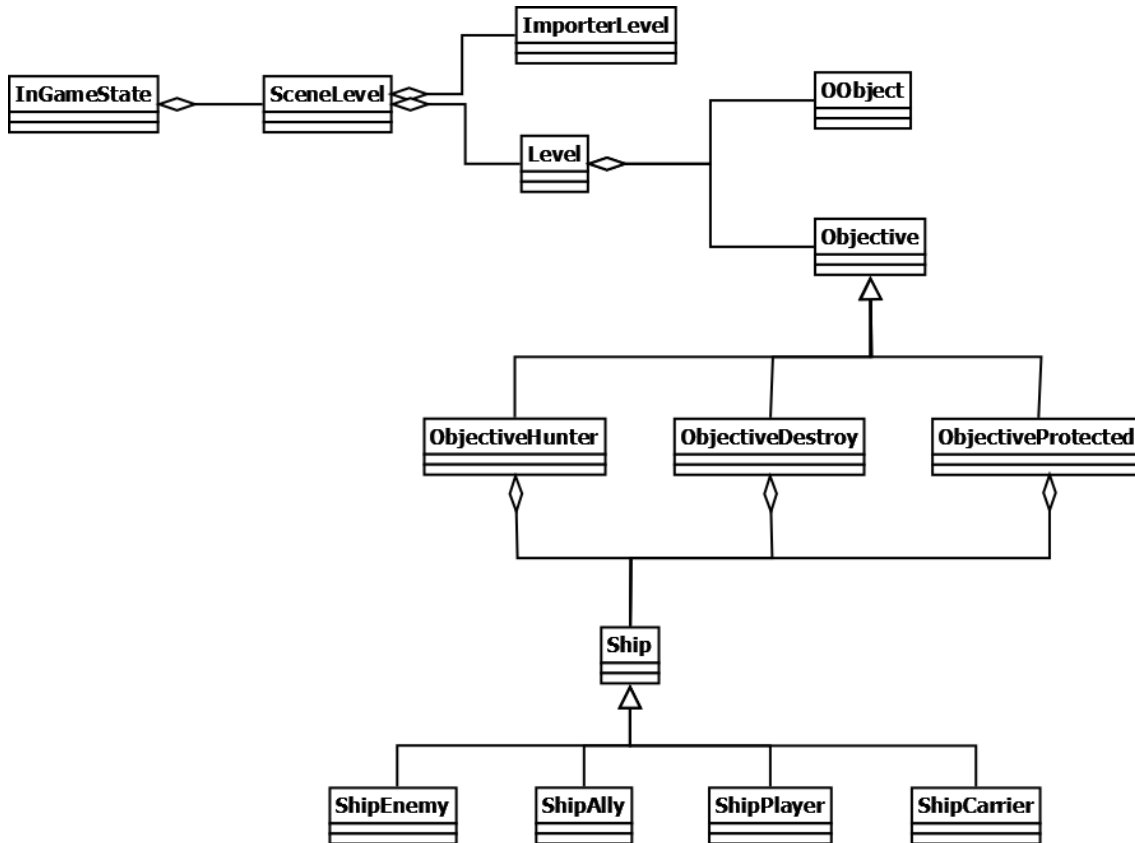 ImporterLevel
InGameState
SceneLevel
OObject
Level
Objective
ObjectiveHunter
ObjectiveDestroy
ObjectiveProtected
Ship
ShipEnemy
ShipAlly
ShipPlayer
ShipCarrier